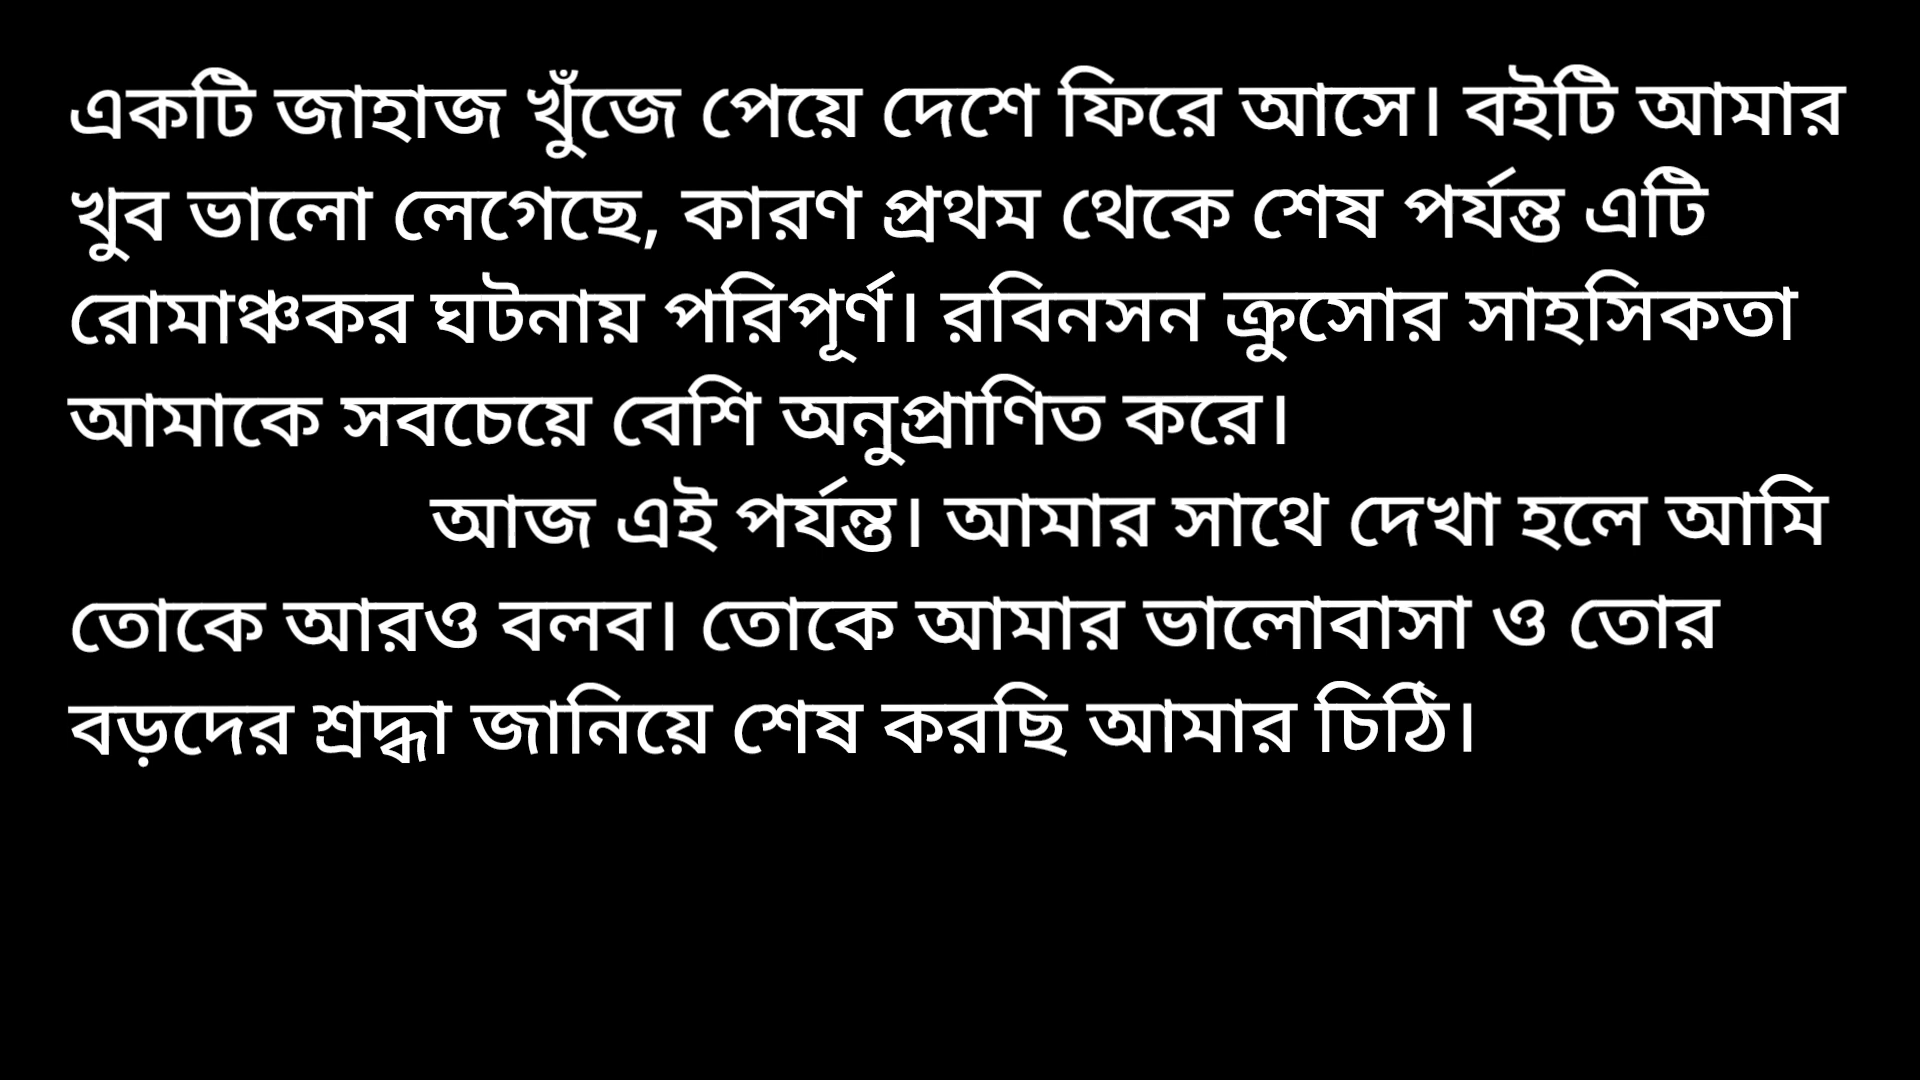 একটি জাহাজ খুঁজে পেয়ে দেশে ফিরে আসে। বইটি আমার
খুব ভালো লেগেছে, কারণ প্রথম থেকে শেষ পর্যন্ত এটি
রোমাঞ্চকর ঘটনায় পরিপূর্ণ। রবিনসন ক্রুসোর সাহসিকতা
আমাকে সবচেয়ে বেশি অনুপ্রাণিত করে।
আজ এই পর্যন্ত। আমার সাথে দেখা হলে আমি
তোকে আরও বলব। তোকে আমার ভালোবাসা ও তোর
বড়দের শ্রদ্ধা জানিয়ে শেষ করছি আমার চিঠি।